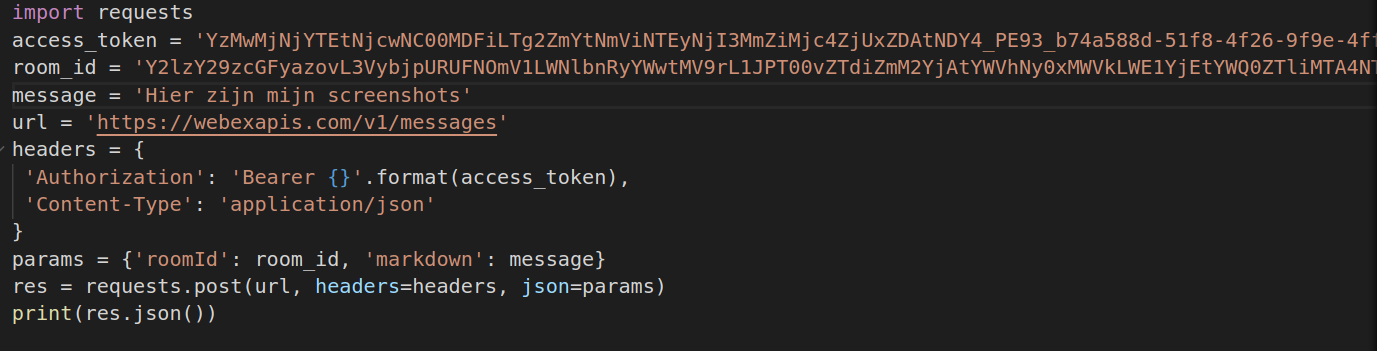 import requests
access_token = 'YzMwMjNjYTEtNjcwNC00MDFiLTg2ZmYtNmViNTEyNjI3MmZiMjc4ZjUxZDAtNDY4_PE93_b74a588d-51f8-4f26-9f9e-4ff
room_id = 'Y2lzY29zcGFyazovL3VybjpURUFNOmV1LWNlbnRyYWwtMV9rL1JPT00vZTdiZmM2YjAtYWVhNy0xMWVkLWE1YjEtYWQ0ZTliMTA4NT
message = 'Hier zijn mijn screenshots'
url = 'https://webexapis.com/v1/messages'
headers = {
 'Authorization': 'Bearer {}'.format(access_token),
 'Content-Type': 'application/json'
}
params = {'roomId': room_id, 'markdown': message}
res = requests.post(url, headers=headers, json=params)
print(res.json())